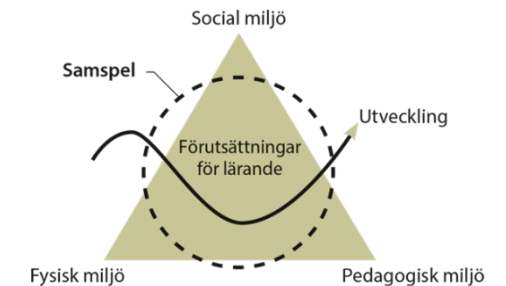 Social miljö
Samspel
Utveckling
Förutsättningar
för lärande
Fysisk miljö
Pedagogisk miljö